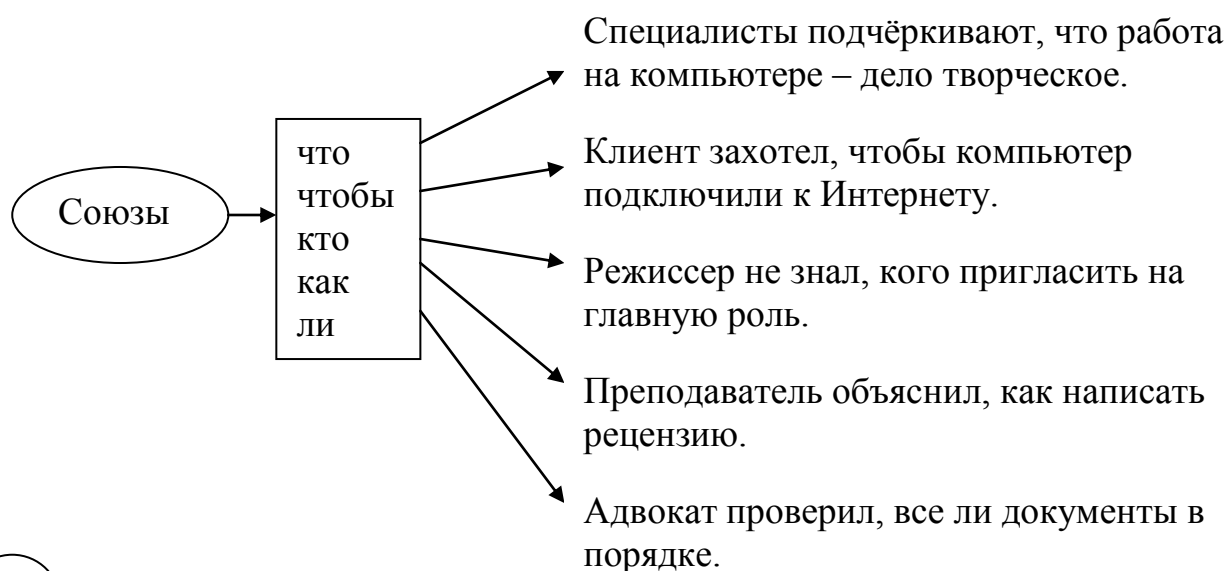 Союзы
что
чтобы
кто
как
ли
Специалисты подчёркивают, что работа
на компьютере – дело творческое.
Клиент захотел, чтобы компьютер
подключили к Интернету.
Режиссер не знал, кого пригласить на
главную роль.
Преподаватель объяснил, как написать
рецензию.
Адвокат проверил, все ли документы в
порядке.